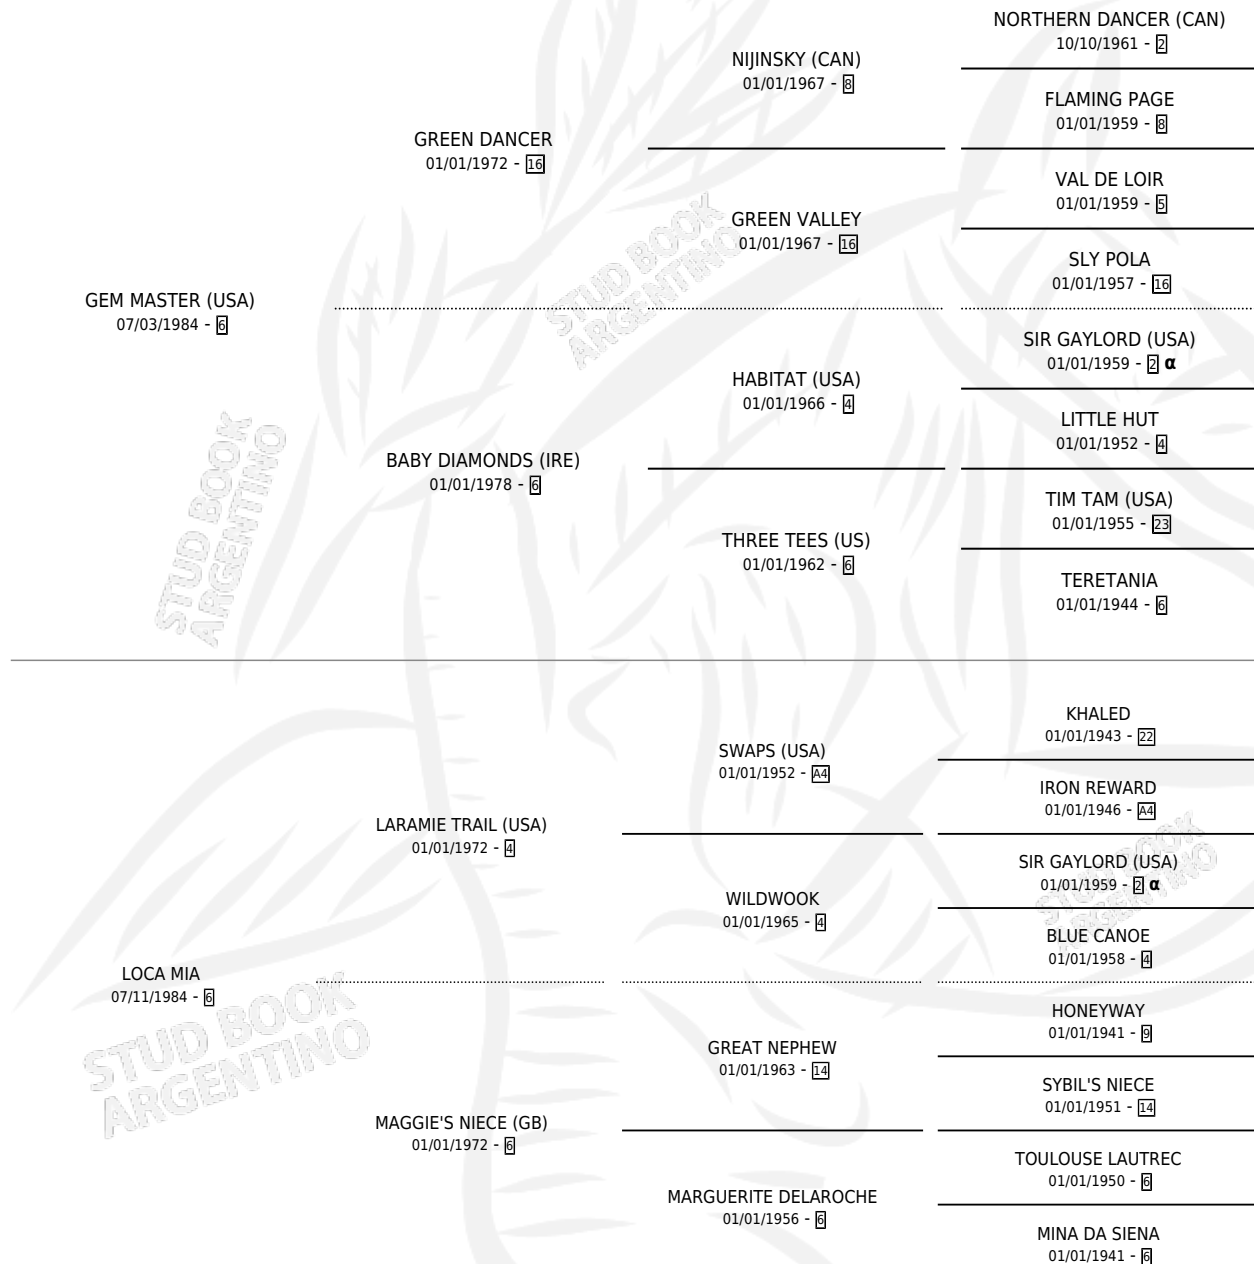 NORTHERN DANCER (CAN)
10/10/1961 - 2
NIJINSKY (CAN)
01/01/1967 - 8
FLAMING PAGE
01/01/1959 - 8
GREEN DANCER
01/01/1972 - 16
VAL DE LOIR
01/01/1959 - 5
GREEN VALLEY
01/01/1967 - 16
SLY POLA
01/01/1957 - 16
GEM MASTER (USA)
07/03/1984 - 6
SIR GAYLORD (USA)
01/01/1959 - 2 α
HABITAT (USA)
01/01/1966 - 4
LITTLE HUT
01/01/1952 - 4
BABY DIAMONDS (IRE)
01/01/1978 - 6
TIM TAM (USA)
01/01/1955 - 23
THREE TEES (US)
01/01/1962 - 6
TERETANIA
01/01/1944 - 6
KHALED
01/01/1943 - 22
SWAPS (USA)
01/01/1952 - A4
IRON REWARD
01/01/1946 - A4
LARAMIE TRAIL (USA)
01/01/1972 - 4
SIR GAYLORD (USA)
01/01/1959 - 2 α
WILDWOOK
01/01/1965 - 4
BLUE CANOE
01/01/1958 - 4
LOCA MIA
07/11/1984 - 6
HONEYWAY
01/01/1941 - 9
GREAT NEPHEW
01/01/1963 - 14
SYBIL'S NIECE
01/01/1951 - 14
MAGGIE'S NIECE (GB)
01/01/1972 - 6
TOULOUSE LAUTREC
01/01/1950 - 6
MARGUERITE DELAROCHE
01/01/1956 - 6
MINA DA SIENA
01/01/1941 - 6
STUD BOOK
ARGENTINO
STUD BOOK
ARGENTINO
STUD BOOK
ARGENTINO
STUD BOOK
ARGENTINO